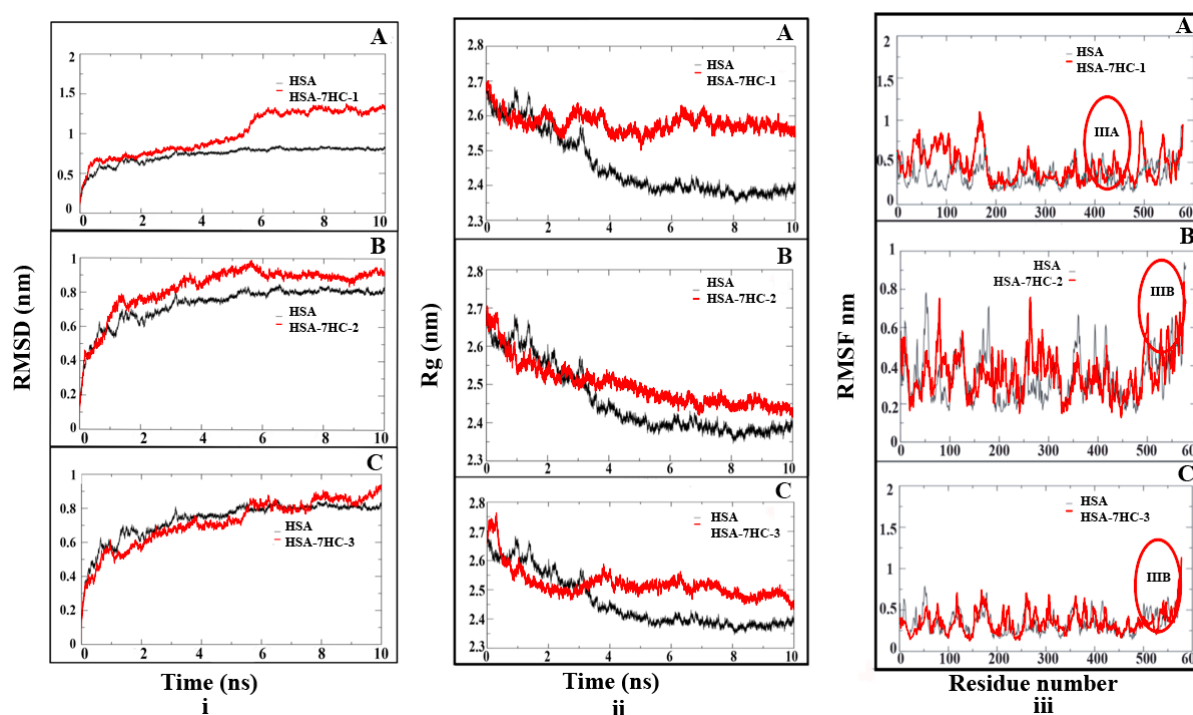 A
2
1.5
1
0.5
0
HSA
HSA-7HC-1
0 2 4 6 8 10
B
1
0.8
0.6
0.4
0.2
0
HSA
HSA-7HC-2
0 2 4 6 8 10
C
1
0.8
0.6
0.4
0.2
0
HSA
HSA-7HC-3
0 2 4 6 8 10
RMSD (nm)
Time (ns)
i
A
2.8
2.7
2.6
2.5
2.4
2.3
HSA
HSA-7HC-1
0 2 4 6 8 10
B
2.8
2.7
2.6
2.5
2.4
2.3
HSA
HSA-7HC-2
0 2 4 6 8 10
C
2.8
2.7
2.6
2.5
2.4
2.3
HSA
HSA-7HC-3
0 2 4 6 8 10
Rg (nm)
Time (ns)
ii
A
2
1.5
1
0.5
0
HSA
HSA-7HC-1
IIIA
0 100 200 300 400 500 600
B
1
0.8
0.6
0.4
0.2
HSA
HSA-7HC-2
IIIB
0 100 200 300 400 500
C
2
1.5
1
0.5
0
HSA
HSA-7HC-3
IIIB
0 100 200 300 400 500
RMSF nm
Residue number
iii